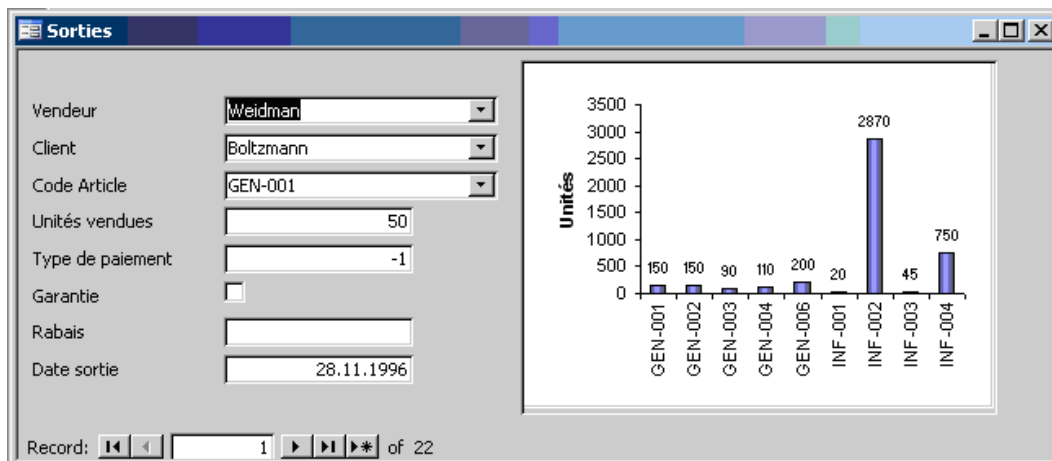 Sorties
Vendeur Weidman
Client Boltzmann
Code Article GEN-001
Unités vendues 50
Type de paiement -1
Garantie
Rabais
Date sortie 28.11.1996
Record: 1 of 22
Unités
3500
3000
2500
2000
1500
1000
500
0
150 150 90 110 200 20 2870 45 750
GEN-001
GEN-002
GEN-003
GEN-004
GEN-006
INF-001
INF-002
INF-003
INF-004